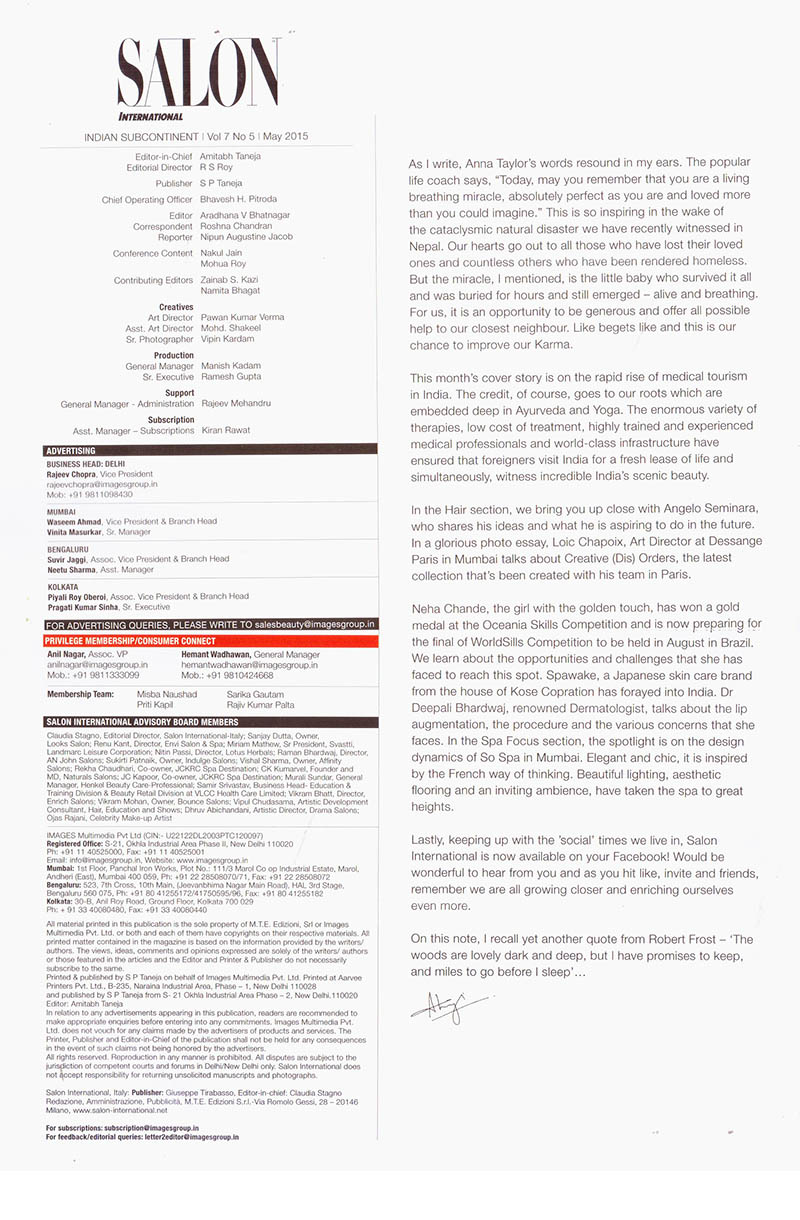 SALON
INTERNATIONAL
INDIAN SUBCONTINENT | Vol 7 No 5 | May 2015
Editor-in-Chief Amitabh Taneja
Editorial Director R S Roy
Publisher S P Taneja
Chief Operating Officer Bhavesh H. Pitroda
Editor Aradhana V Bhatnagar
Correspondent Roshna Chandran
Reporter Nipun Augustine Jacob
Conference Content Nakul Jain
Mohua Roy
Contributing Editors Zainab S. Kazi
Namita Bhagat
Creatives
Art Director Pawan Kumar Verma
Asst. Art Director Mohd. Shakeel
Sr. Photographer Vipin Kardam
Production
General Manager Manish Kadam
Sr. Executive Ramesh Gupta
Support
General Manager - Administration Rajeev Mehandru
Subscription
Asst. Manager – Subscriptions Kiran Rawat
ADVERTISING
BUSINESS HEAD: DELHI
Rajeev Chopra, Vice President
rajeevchopra@imagesgroup.in
Mob: +91 9811098430
MUMBAI
Waseem Ahmad, Vice President & Branch Head
Vinita Masurkar, Sr. Manager
BENGALURU
Suvir Jaggi, Assoc. Vice President & Branch Head
Neetu Sharma, Asst. Manager
KOLKATA
Piyali Roy Oberoi, Assoc. Vice President & Branch Head
Pragati Kumar Sinha, Sr. Executive
FOR ADVERTISING QUERIES, PLEASE WRITE TO salesbeauty@imagesgroup.in
PRIVILEGE MEMBERSHIP/CONSUMER CONNECT
Anil Nagar, Assoc. VP Hemant Wadhawan, General Manager
anilnagar@imagesgroup.in hemantwadhawan@imagesgroup.in
Mob.: +91 9811333099 Mob.: +91 9810424668
Membership Team: Misba Naushad Sarika Gautam
Priti Kapil Rajiv Kumar Palta
SALON INTERNATIONAL ADVISORY BOARD MEMBERS
Claudia Stagno, Editorial Director, Salon International-Italy; Sanjay Dutta, Owner,
Looks Salon; Renu Kant, Director, Envi Salon & Spa; Miriam Mathew, Sr President, Svastti,
Landmarc Leisure Corporation; Nitin Passi, Director, Lotus Herbals; Raman Bhardwaj, Director,
AN John Salons; Sukirti Patnaik, Owner, Indulge Salons; Vishal Sharma, Owner, Affinity
Salons; Rekha Chaudhari, Co-owner, JCKRC Spa Destination; CK Kumarvel, Founder and
MD, Naturals Salons; JC Kapoor, Co-owner, JCKRC Spa Destination; Murali Sundar, General
Manager, Henkel Beauty Care-Professional; Samir Srivastav, Business Head- Education &
Training Division & Beauty Retail Division at VLCC Health Care Limited; Vikram Bhatt, Director,
Enrich Salons; Vikram Mohan, Owner, Bounce Salons; Vipul Chudasama, Artistic Development
Consultant, Hair, Education and Shows; Dhruv Abichandani, Artistic Director, Drama Salons;
Ojas Rajani, Celebrity Make-up Artist
IMAGES Multimedia Pvt Ltd (CIN:- U22122DL2003PTC120097)
Registered Office: S-21, Okhla Industrial Area Phase II, New Delhi 110020
Ph: +91 11 40525000, Fax: +91 11 40525001
Email: info@imagesgroup.in, Website: www.imagesgroup.in
Mumbai: 1st Floor, Panchal Iron Works, Plot No.: 111/3 Marol Co op Industrial Estate, Marol,
Andheri (East), Mumbai 400 059, Ph: +91 22 28508070/71, Fax: +91 22 28508072
Bengaluru: 523, 7th Cross, 10th Main, (Jeevanbhima Nagar Main Road), HAL 3rd Stage,
Bengaluru 560 075, Ph: +91 80 41255172/41750595/96, Fax: +91 80 41255182
Kolkata: 30-B, Anil Roy Road, Ground Floor, Kolkata 700 029
Ph: + 91 33 40080480, Fax: +91 33 40080440
All material printed in this publication is the sole property of M.T.E. Edizioni, Srl or Images
Multimedia Pvt. Ltd. or both and each of them have copyrights on their respective materials. All
printed matter contained in the magazine is based on the information provided by the writers/
authors. The views, ideas, comments and opinions expressed are solely of the writers/ authors
or those featured in the articles and the Editor and Printer & Publisher do not necessarily
subscribe to the same.
Printed & published by S P Taneja on behalf of Images Multimedia Pvt. Ltd. Printed at Aarvee
Printers Pvt. Ltd., B-235, Naraina Industrial Area, Phase – 1, New Delhi 110028
and published by S P Taneja from S- 21 Okhla Industrial Area Phase – 2, New Delhi.110020
Editor: Amitabh Taneja
In relation to any advertisements appearing in this publication, readers are recommended to
make appropriate enquiries before entering into any commitments. Images Multimedia Pvt.
Ltd. does not vouch for any claims made by the advertisers of products and services. The
Printer, Publisher and Editor-in-Chief of the publication shall not be held for any consequences
in the event of such claims not being honored by the advertisers.
All rights reserved. Reproduction in any manner is prohibited. All disputes are subject to the
jurisdiction of competent courts and forums in Delhi/New Delhi only. Salon International does
not accept responsibility for returning unsolicited manuscripts and photographs.
Salon International, Italy: Publisher: Giuseppe Tirabasso, Editor-in-chief: Claudia Stagno
Redazione, Amministrazione, Pubblicità, M.T.E. Edizioni S.r.l.-Via Romolo Gessi, 28 – 20146
Milano, www.salon-international.net
For subscriptions: subscription@imagesgroup.in
For feedback/editorial queries: letter2editor@imagesgroup.in
As I write, Anna Taylor's words resound in my ears. The popular
life coach says, “Today, may you remember that you are a living
breathing miracle, absolutely perfect as you are and loved more
than you could imagine.” This is so inspiring in the wake of
the cataclysmic natural disaster we have recently witnessed in
Nepal. Our hearts go out to all those who have lost their loved
ones and countless others who have been rendered homeless.
But the miracle, I mentioned, is the little baby who survived it all
and was buried for hours and still emerged – alive and breathing.
For us, it is an opportunity to be generous and offer all possible
help to our closest neighbour. Like begets like and this is our
chance to improve our Karma.
This month's cover story is on the rapid rise of medical tourism
in India. The credit, of course, goes to our roots which are
embedded deep in Ayurveda and Yoga. The enormous variety of
therapies, low cost of treatment, highly trained and experienced
medical professionals and world-class infrastructure have
ensured that foreigners visit India for a fresh lease of life and
simultaneously, witness incredible India's scenic beauty.
In the Hair section, we bring you up close with Angelo Seminara,
who shares his ideas and what he is aspiring to do in the future.
In a glorious photo essay, Loic Chapoix, Art Director at Dessange
Paris in Mumbai talks about Creative (Dis) Orders, the latest
collection that's been created with his team in Paris.
Neha Chande, the girl with the golden touch, has won a gold
medal at the Oceania Skills Competition and is now preparing for
the final of WorldSills Competition to be held in August in Brazil.
We learn about the opportunities and challenges that she has
faced to reach this spot. Spawake, a Japanese skin care brand
from the house of Kose Copration has forayed into India. Dr
Deepali Bhardwaj, renowned Dermatologist, talks about the lip
augmentation, the procedure and the various concerns that she
faces. In the Spa Focus section, the spotlight is on the design
dynamics of So Spa in Mumbai. Elegant and chic, it is inspired
by the French way of thinking. Beautiful lighting, aesthetic
flooring and an inviting ambience, have taken the spa to great
heights.
Lastly, keeping up with the 'social' times we live in, Salon
International is now available on your Facebook! Would be
wonderful to hear from you and as you hit like, invite and friends,
remember we are all growing closer and enriching ourselves
even more.
On this note, I recall yet another quote from Robert Frost – ‘The
woods are lovely dark and deep, but I have promises to keep,
and miles to go before I sleep’...